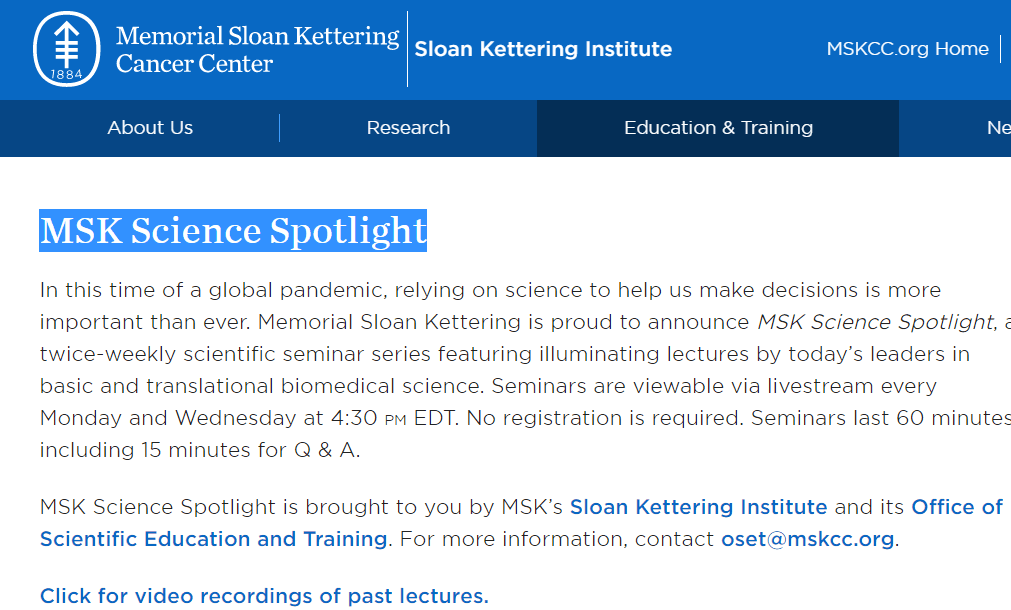 Memorial Sloan Kettering
Cancer Center
1884
Sloan Kettering Institute
MSKCC.org Home
About Us
Research
Education & Training
Ne
MSK Science Spotlight
In this time of a global pandemic, relying on science to help us make decisions is more
important than ever. Memorial Sloan Kettering is proud to announce MSK Science Spotlight, a
twice-weekly scientific seminar series featuring illuminating lectures by today’s leaders in
basic and translational biomedical science. Seminars are viewable via livestream every
Monday and Wednesday at 4:30 PM EDT. No registration is required. Seminars last 60 minutes
including 15 minutes for Q & A.
MSK Science Spotlight is brought to you by MSK’s Sloan Kettering Institute and its Office of
Scientific Education and Training. For more information, contact oset@mskcc.org.
Click for video recordings of past lectures.